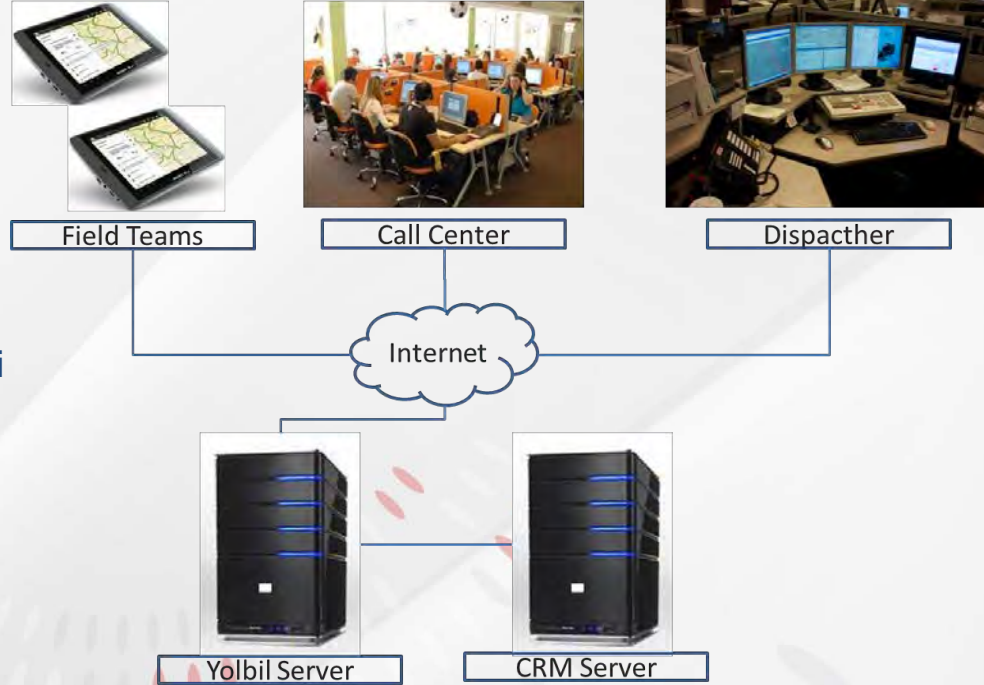 Field Teams
Call Center
Dispacther
Internet
i
Yolbil Server
CRM Server